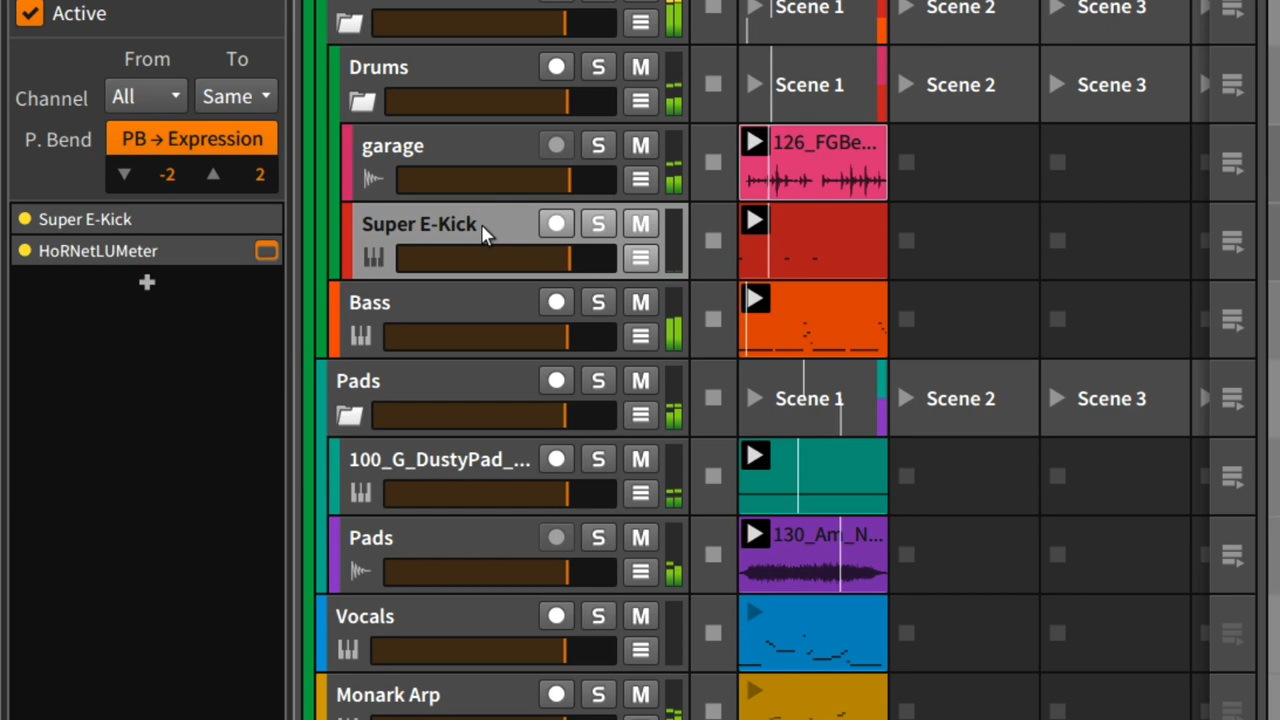 Active
From To
Channel All Same
P. Bend PB → Expression
-2 2
Super E-Kick
HoRNetLUMeter
Scene 1 Scene 2 Scene 3
Drums S M Scene 1 Scene 2 Scene 3
garage S M 126_FGBe...
Super E-Kick S M
Bass S M
Pads S M Scene 1 Scene 2 Scene 3
100_G_DustyPad_... S M
Pads S M 130_Am_N...
Vocals S M
Monark Arp S M